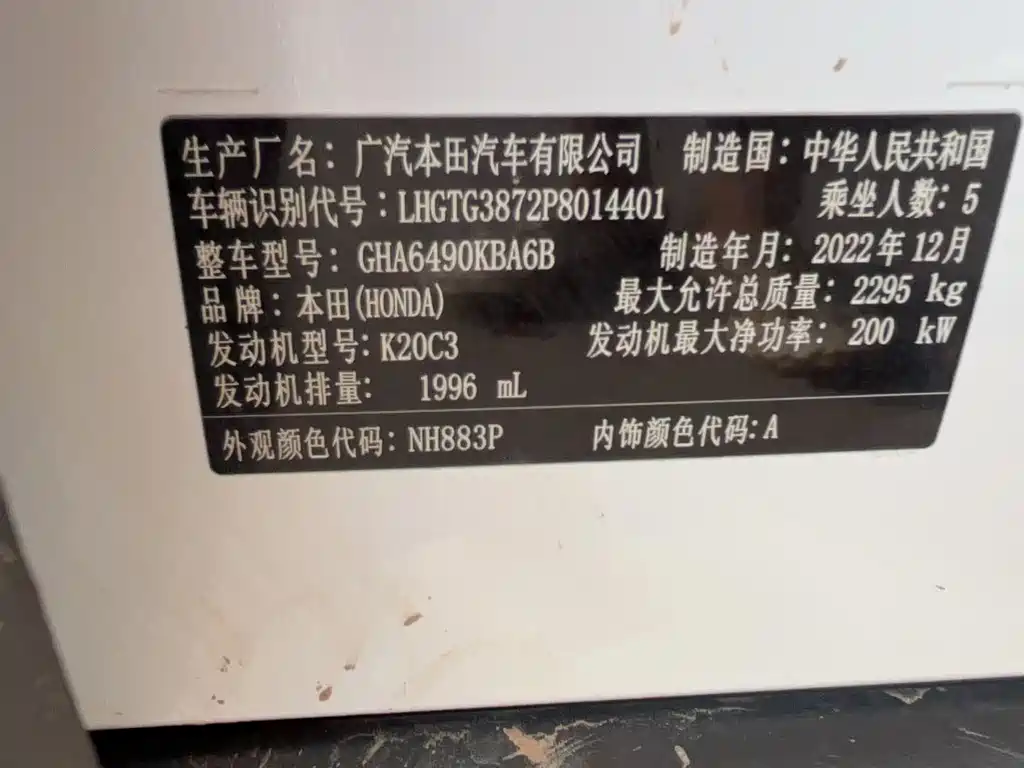 生产厂名：广汽本田汽车有限公司 制造国：中华人民共和国
车辆识别代号：LHGTG3872P8014401 乘坐人数：5
整车型号：GHA6490KBA6B 制造年月：2022年12月
品牌：本田(HONDA) 最大允许总质量：2295 kg
发动机型号：K20C3 发动机最大净功率：200 kW
发动机排量： 1996 mL
外观颜色代码：NH883P 内饰颜色代码：A